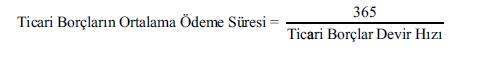 Ticari Borçların Ortalama Ödeme Süresi = 365
Ticari Borçlar Devir Hızı